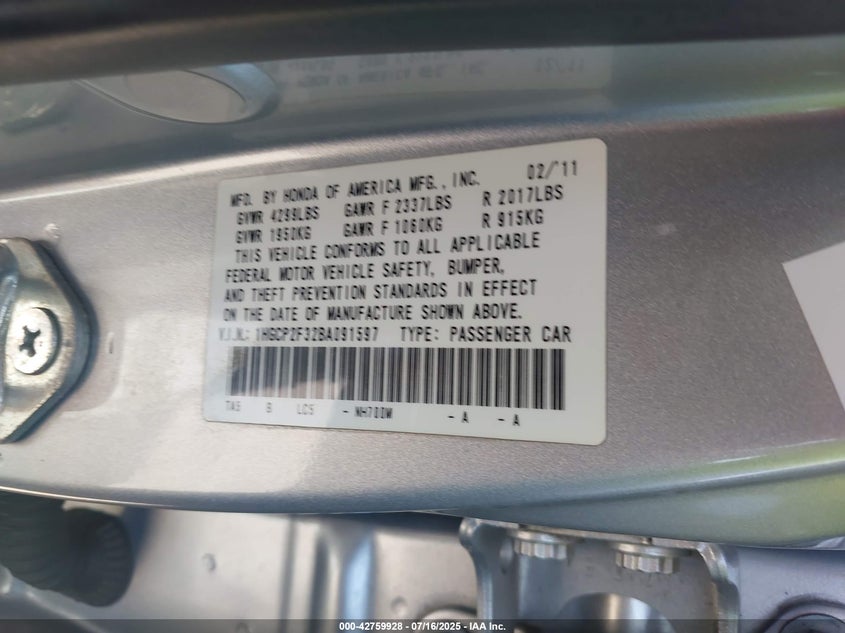 MFD. BY HONDA OF AMERICA MFG., INC. 02/'11
GVWR 4299LBS GAWR F 2337LBS R 2017LBS
GVWR 1950KG GAWR F 1060KG R 915KG
THIS VEHICLE CONFORMS TO ALL APPLICABLE
FEDERAL MOTOR VEHICLE SAFETY, BUMPER,
AND THEFT PREVENTION STANDARDS IN EFFECT
ON THE DATE OF MANUFACTURE SHOWN ABOVE.
V.I.N.: 1HGCP2F32BA091597 TYPE: PASSENGER CAR
TA5 B LC5 - NH700M - A - A
000-42759928 - 07/16/2025 - IAA Inc.